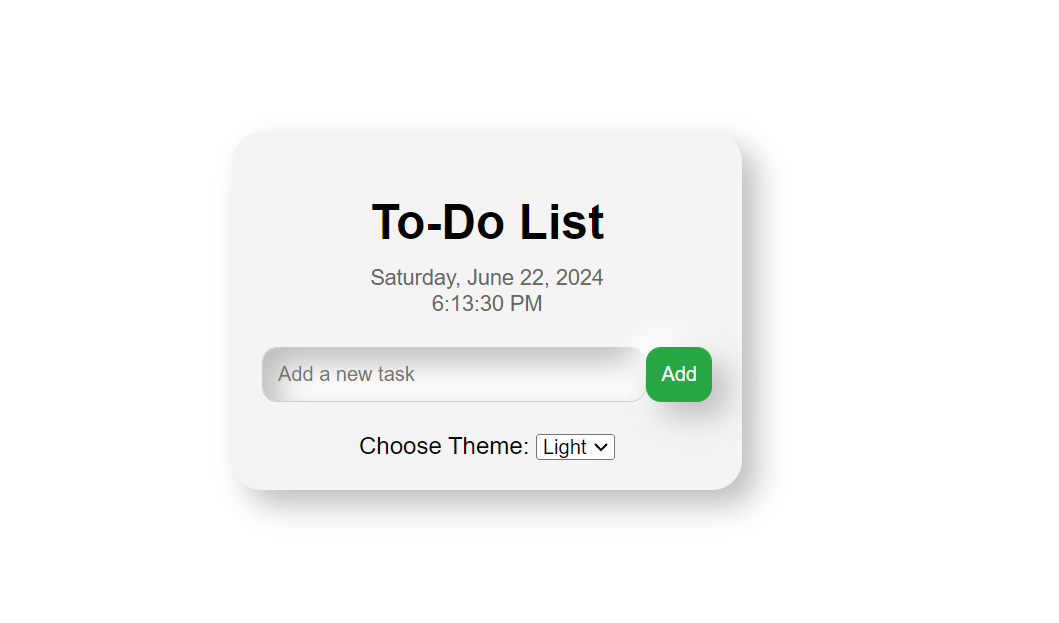 To-Do List
Saturday, June 22, 2024
6:13:30 PM
Add a new task
Add
Choose Theme: Light